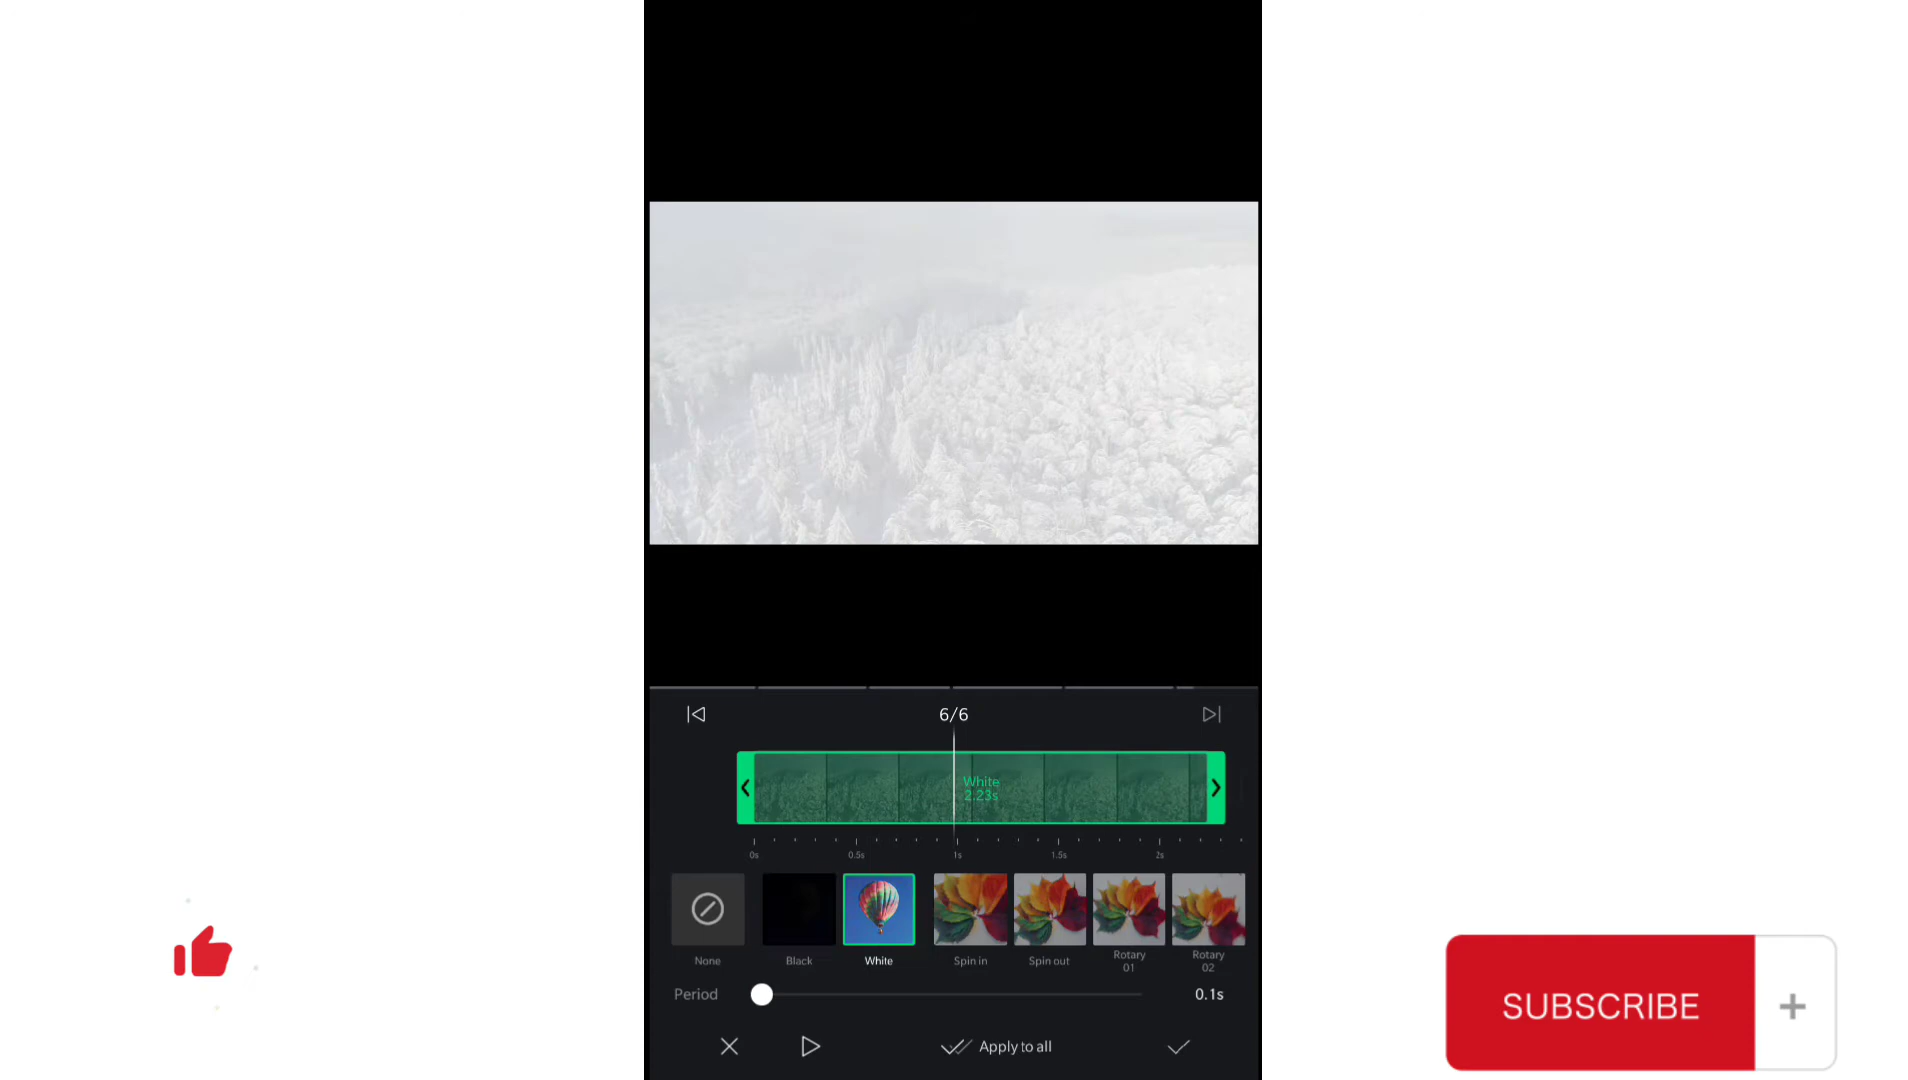 6/6
White
2.23s
0s 0.5s 1s 1.5s 2s
None Black White Spin in Spin out Rotary 01 Rotary 02
Period 0.1s
Apply to all
SUBSCRIBE +